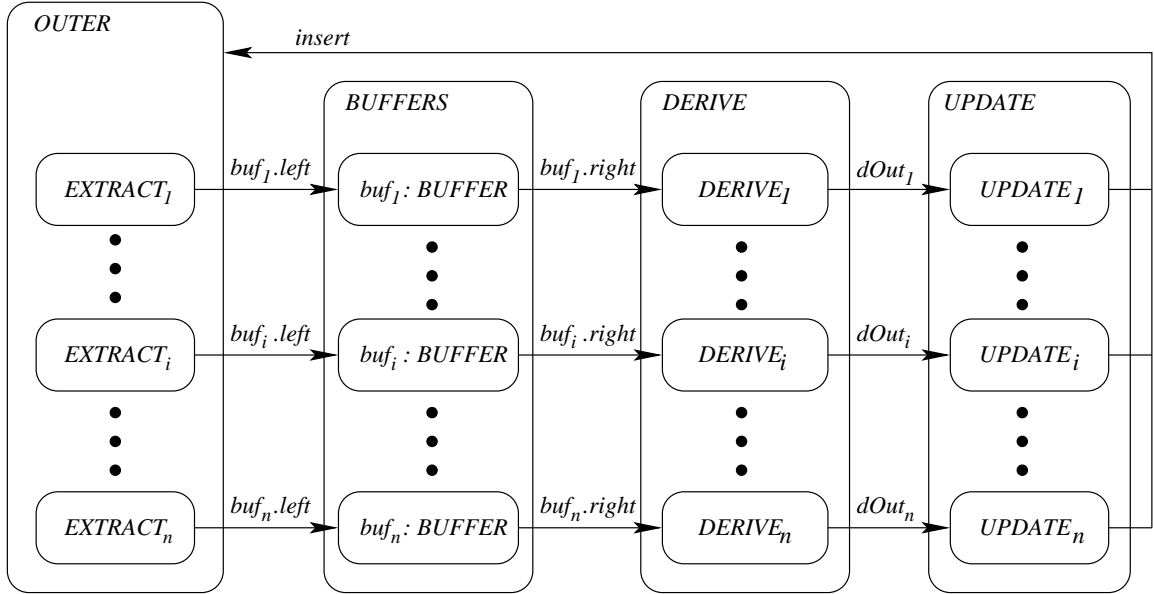 OUTER
insert
BUFFERS DERIVE UPDATE
EXTRACT1 buf1.left buf1: BUFFER buf1.right DERIVE1 dOut1 UPDATE1
EXTRACTi bufi.left bufi: BUFFER bufi.right DERIVEi dOuti UPDATEi
EXTRACTn bufn.left bufn: BUFFER bufn.right DERIVEn dOutn UPDATEn